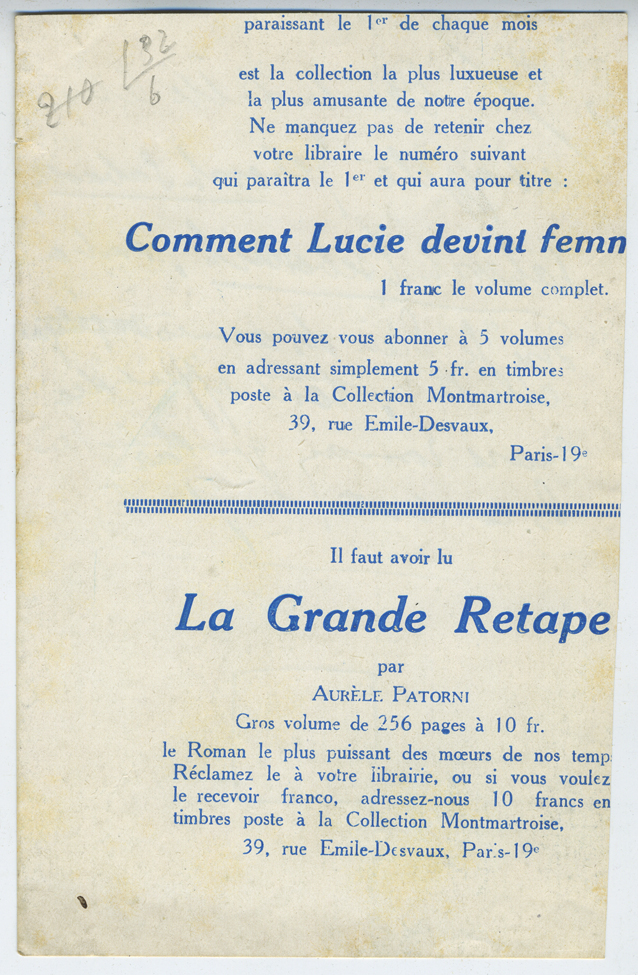 210 132
6
paraissant le 1er de chaque mois
est la collection la plus luxueuse et
la plus amusante de notre époque.
Ne manquez pas de retenir chez
votre libraire le numéro suivant
qui paraîtra le 1er et qui aura pour titre :
Comment Lucie devint femn
1 franc le volume complet.
Vous pouvez vous abonner à 5 volumes
en adressant simplement 5 fr. en timbres
poste à la Collection Montmartroise,
39, rue Emile-Desvaux,
Paris-19e
Il faut avoir lu
La Grande Retape
par
AURÈLE PATORNI
Gros volume de 256 pages à 10 fr.
le Roman le plus puissant des mœurs de nos temp
Réclamez le à votre librairie, ou si vous voulez
le recevoir franco, adressez-nous 10 francs en
timbres poste à la Collection Montmartroise,
39, rue Emile-Desvaux, Paris-19e